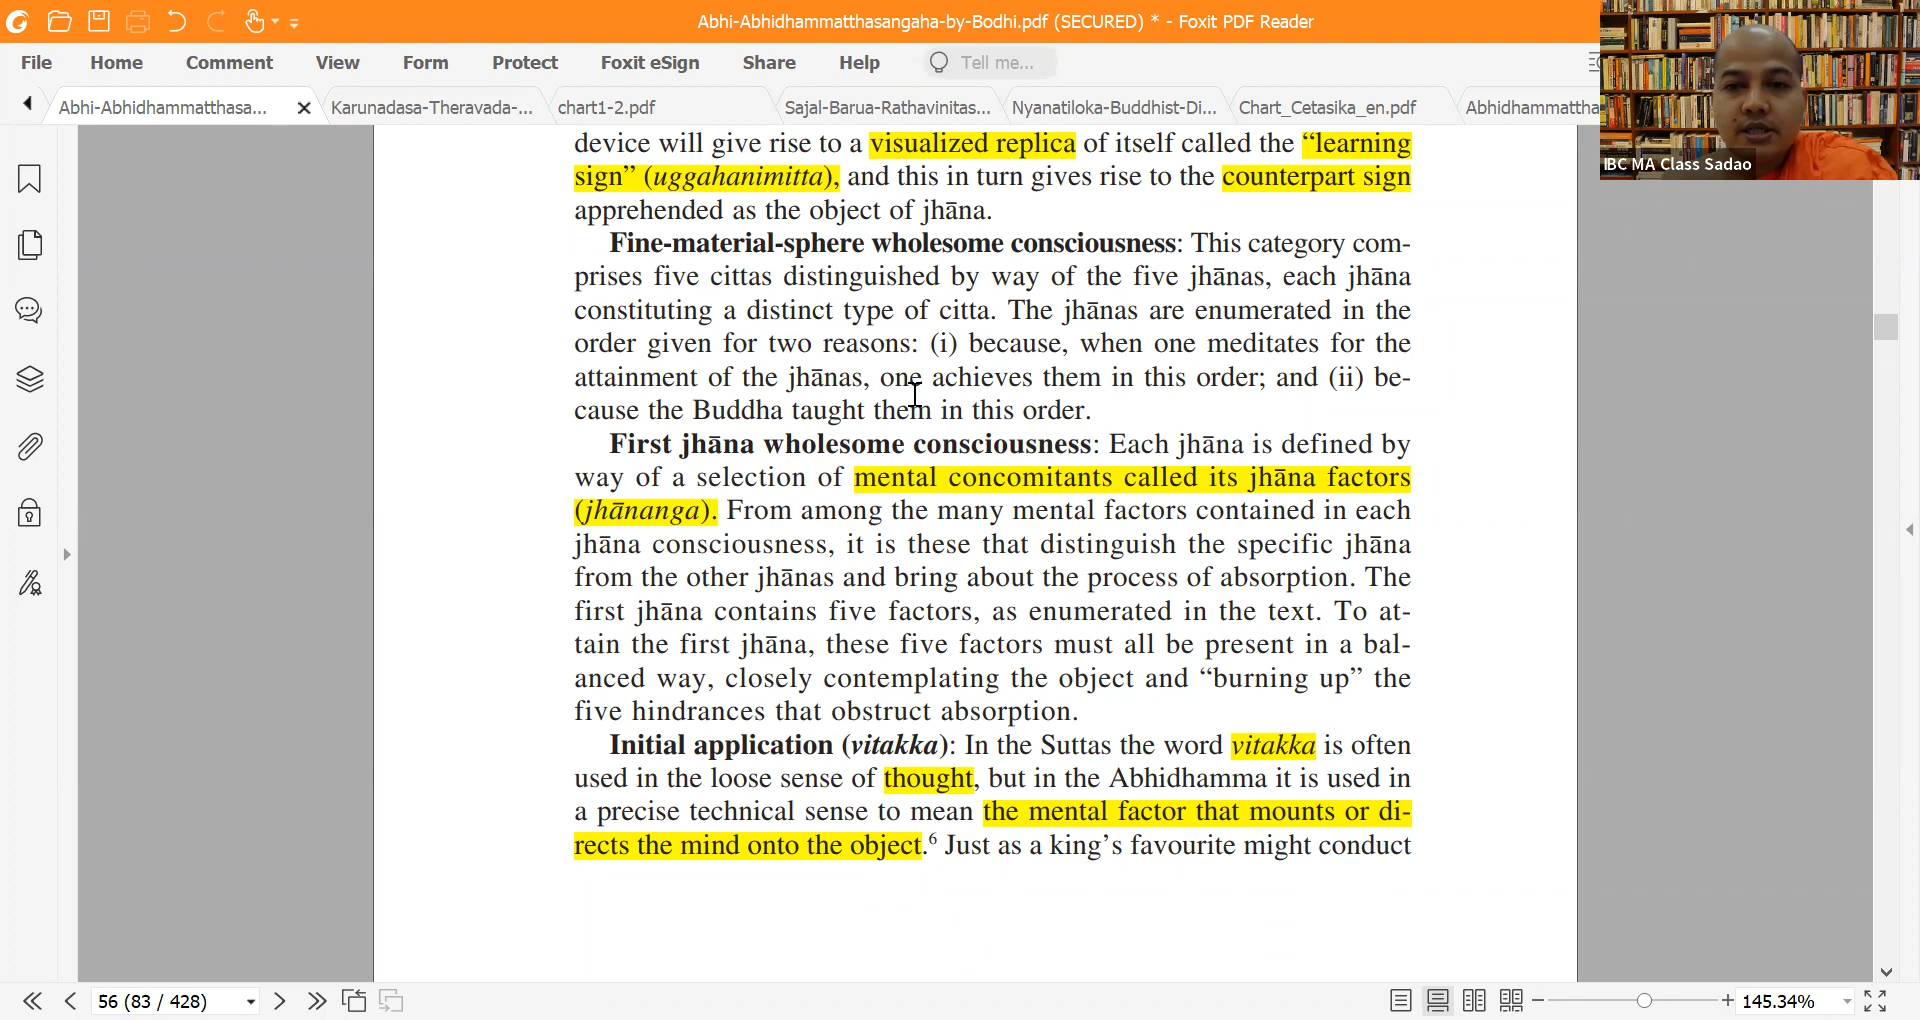 Abhi-Abhidhammatthasangaha-by-Bodhi.pdf (SECURED) * - Foxit PDF Reader
File Home Comment View Form Protect Foxit eSign Share Help Tell me...
Abhi-Abhidhammatthasa... Karunadasa-Theravada-... chart1-2.pdf Sajal-Barua-Rathavinitas... Nyanatiloka-Buddhist-Di... Chart_Cetasika_en.pdf Abhidhammattha
IBC MA Class Sadao
device will give rise to a visualized replica of itself called the “learning
sign” (uggahanimitta), and this in turn gives rise to the counterpart sign
apprehended as the object of jhāna.
Fine-material-sphere wholesome consciousness: This category com-
prises five cittas distinguished by way of the five jhānas, each jhāna
constituting a distinct type of citta. The jhānas are enumerated in the
order given for two reasons: (i) because, when one meditates for the
attainment of the jhānas, one achieves them in this order; and (ii) be-
cause the Buddha taught them in this order.
First jhāna wholesome consciousness: Each jhāna is defined by
way of a selection of mental concomitants called its jhāna factors
(jhānanga). From among the many mental factors contained in each
jhāna consciousness, it is these that distinguish the specific jhāna
from the other jhānas and bring about the process of absorption. The
first jhāna contains five factors, as enumerated in the text. To at-
tain the first jhāna, these five factors must all be present in a bal-
anced way, closely contemplating the object and “burning up” the
five hindrances that obstruct absorption.
Initial application (vitakka): In the Suttas the word vitakka is often
used in the loose sense of thought, but in the Abhidhamma it is used in
a precise technical sense to mean the mental factor that mounts or di-
rects the mind onto the object.6 Just as a king’s favourite might conduct
56 (83 / 428) 145.34%